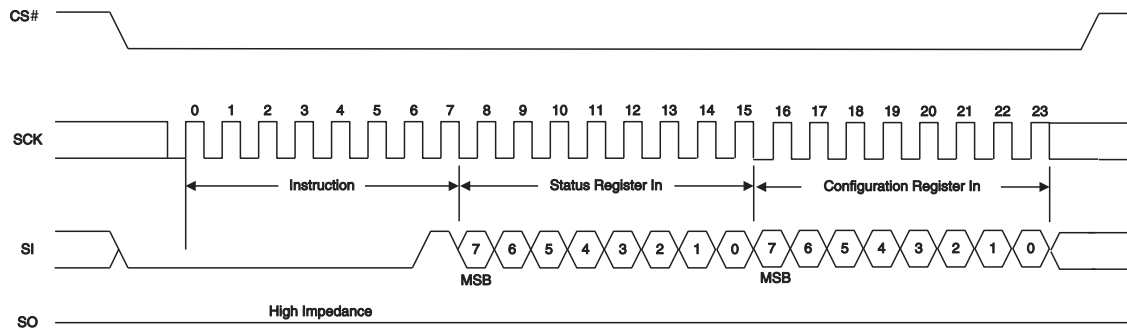 CS#
0 1 2 3 4 5 6 7 8 9 10 11 12 13 14 15 16 17 18 19 20 21 22 23
SCK
Instruction Status Register In Configuration Register In
SI 7 6 5 4 3 2 1 0 7 6 5 4 3 2 1 0
MSB MSB
High Impedance
SO